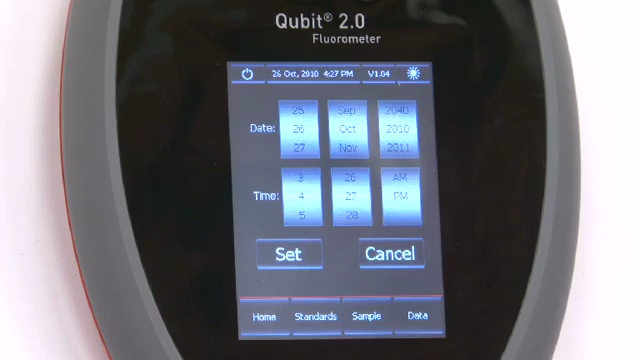 Qubit® 2.0
Fluorometer
26 Oct, 2010 4:27 PM V1.04
25 Sep 2040
Date: 26 Oct 2010
27 Nov 2011
3 26 AM
Time: 4 27 PM
5 28
Set Cancel
Home Standards Sample Data